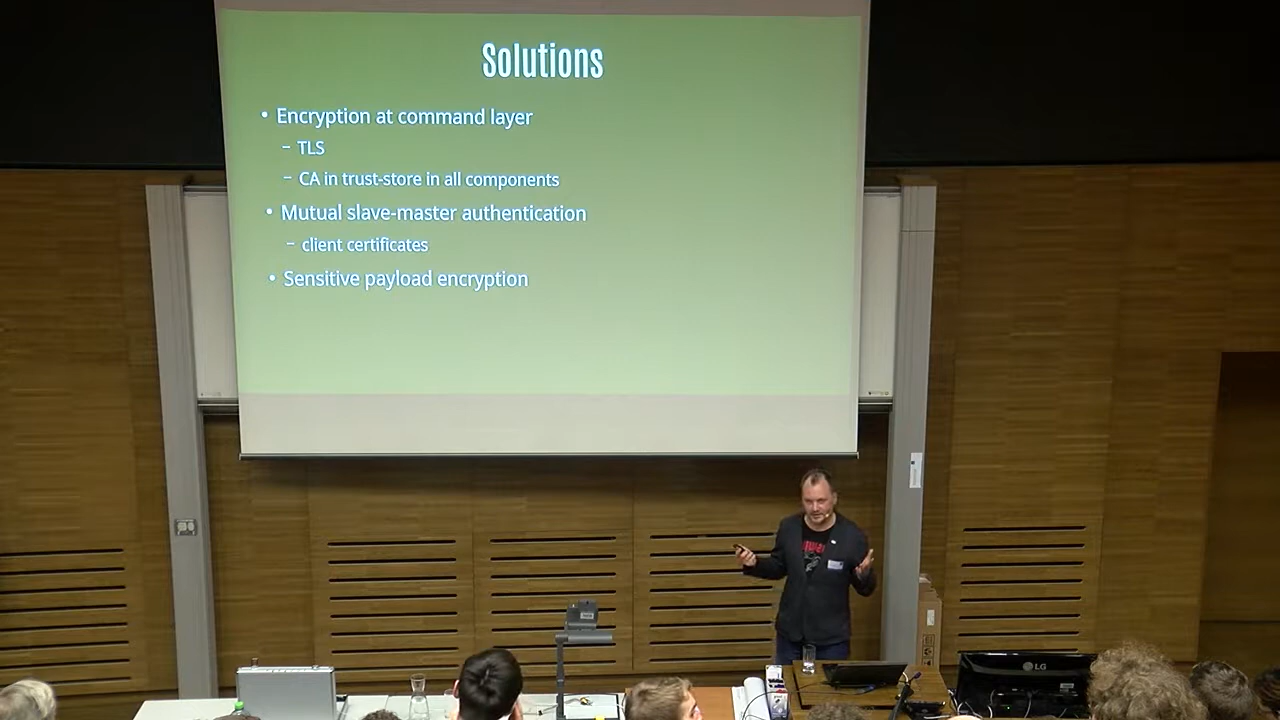 Solutions
• Encryption at command layer
– TLS
– CA in trust-store in all components
• Mutual slave-master authentication
– client certificates
• Sensitive payload encryption
LG